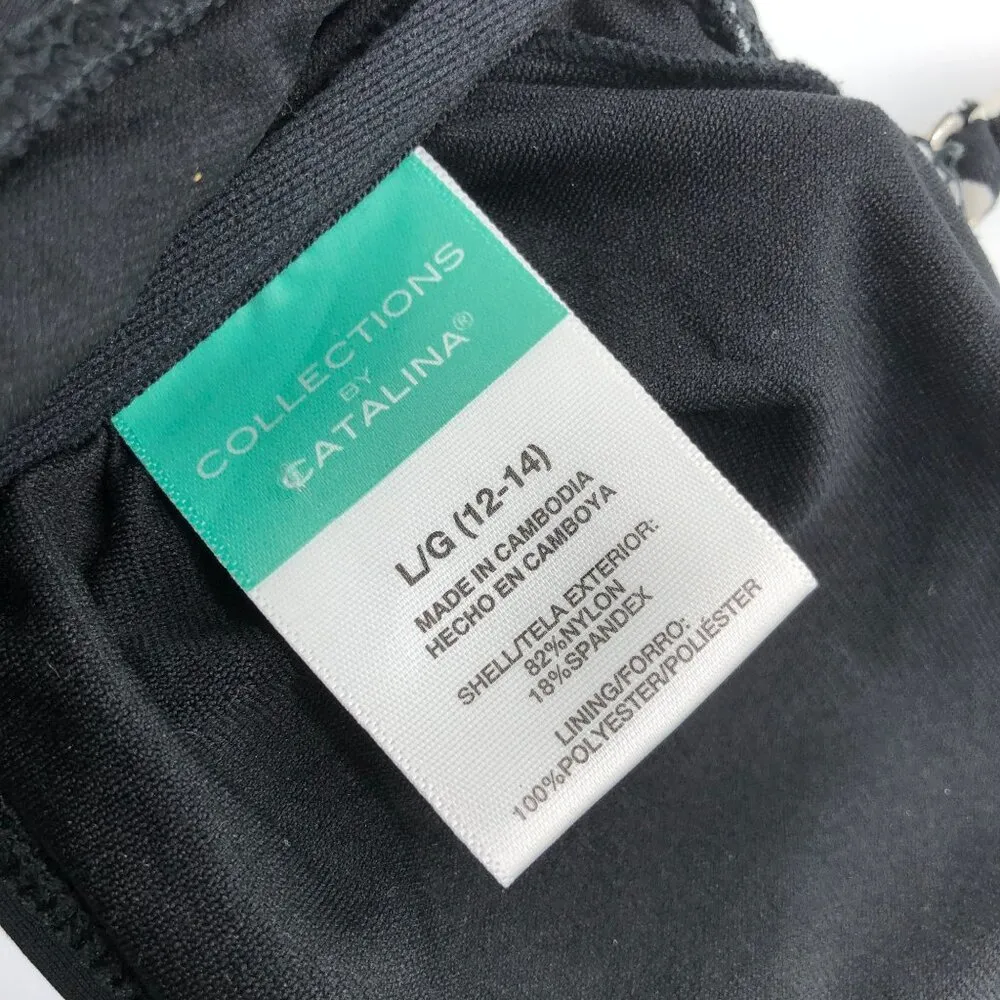 COLLECTIONS
BY
CATALINA®
L/G (12-14)
MADE IN CAMBODIA
HECHO EN CAMBOYA
SHELL/TELA EXTERIOR:
82%NYLON
18%SPANDEX
LINING/FORRO:
100%POLYESTER/POLIÉSTER